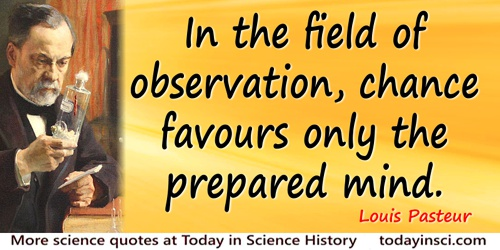 In the field of
observation, chance
favours only the
prepared mind.
Louis Pasteur
More science quotes at Today in Science History todayinsci.com